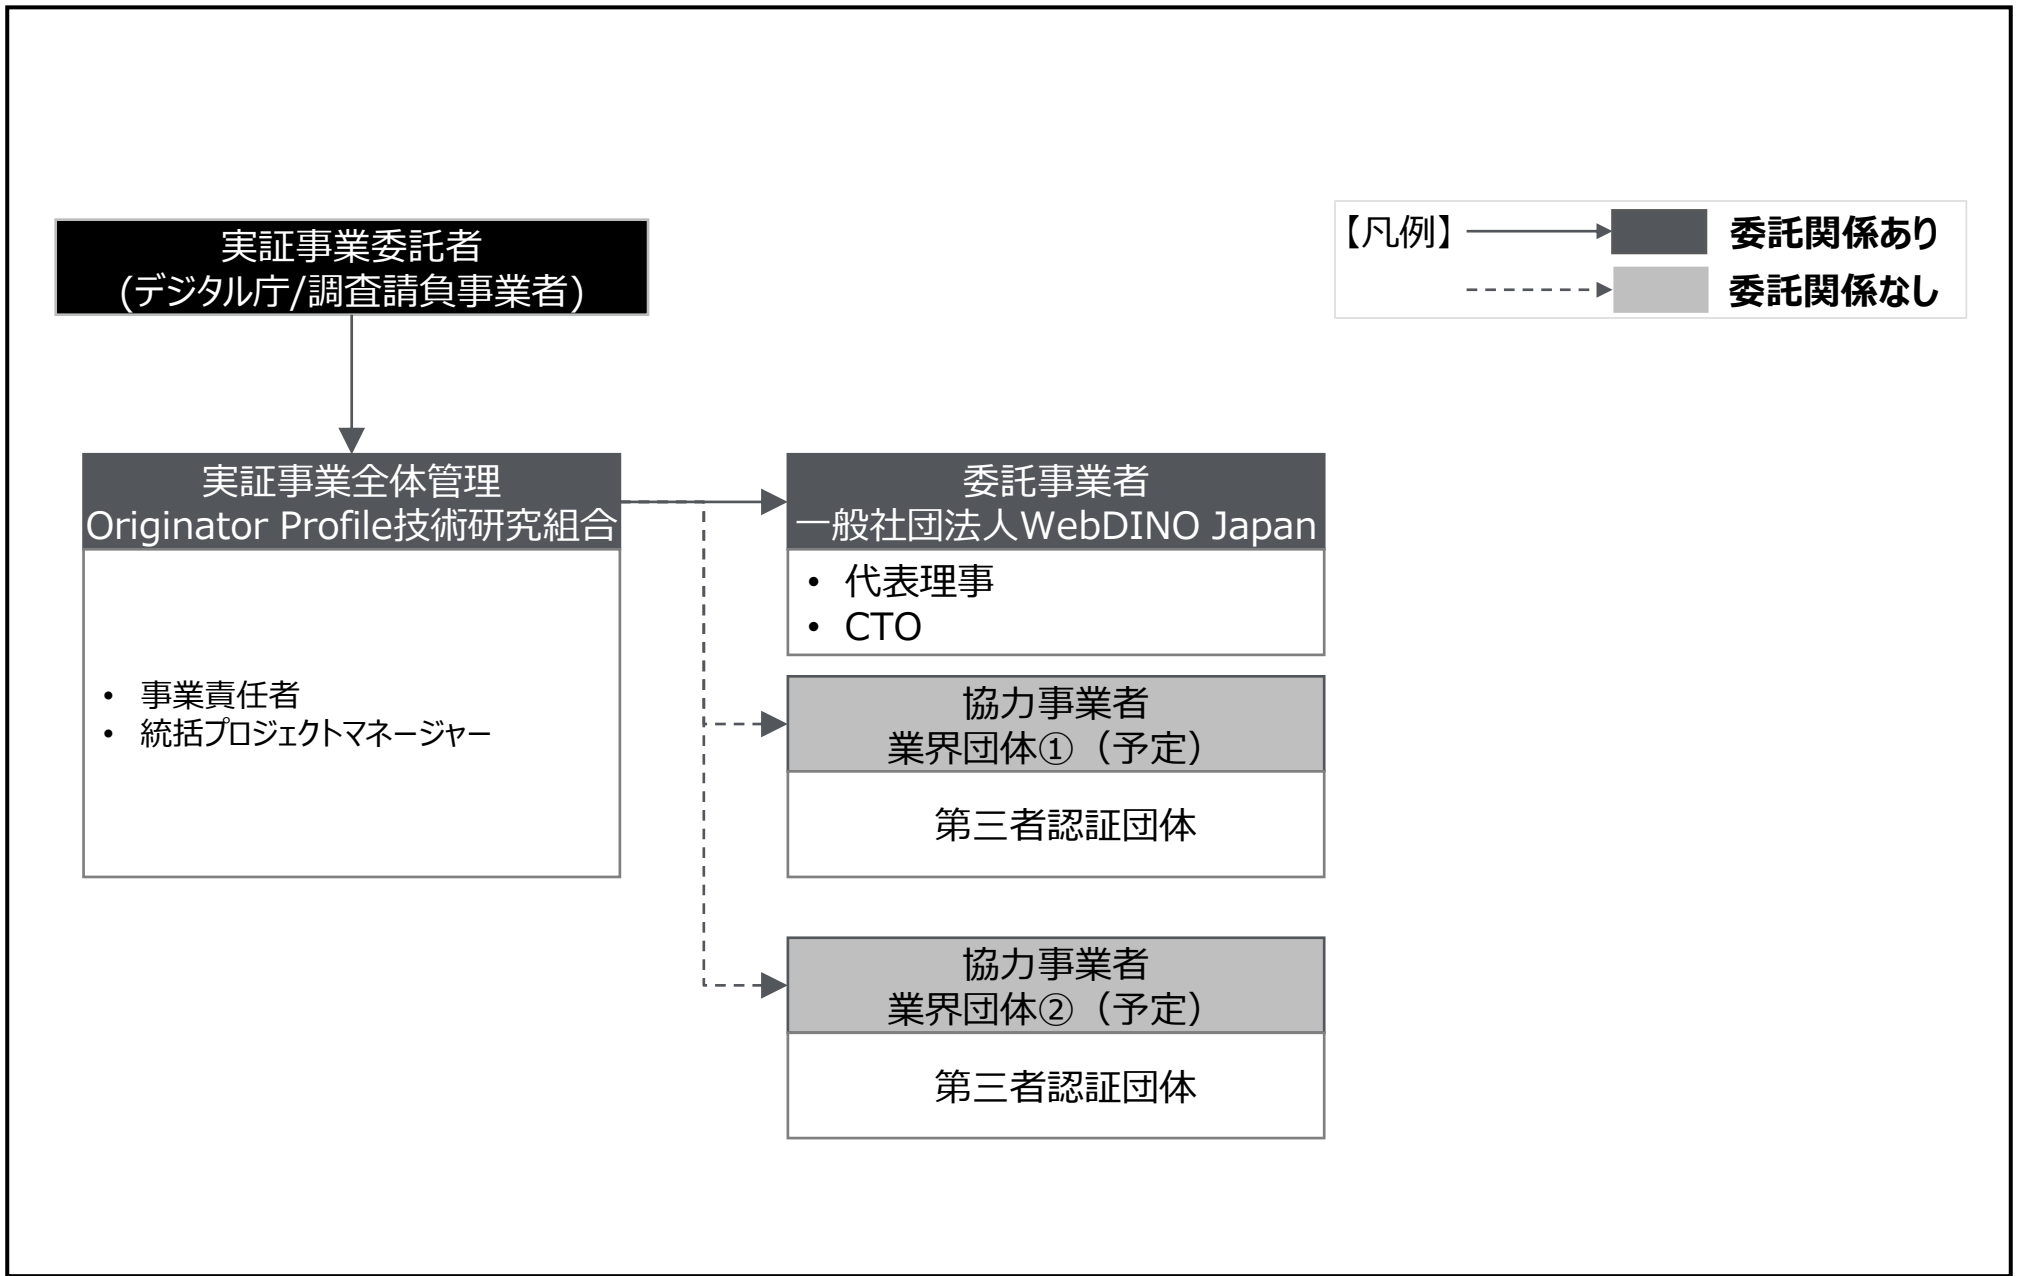 実証事業委託者
(デジタル庁/調査請負事業者)
【凡例】
委託関係あり
委託関係なし
実証事業全体管理
Originator Profile技術研究組合
• 事業責任者
• 統括プロジェクトマネージャー
委託事業者
一般社団法人WebDINO Japan
• 代表理事
• CTO
協力事業者
業界団体①（予定）
第三者認証団体
協力事業者
業界団体②（予定）
第三者認証団体